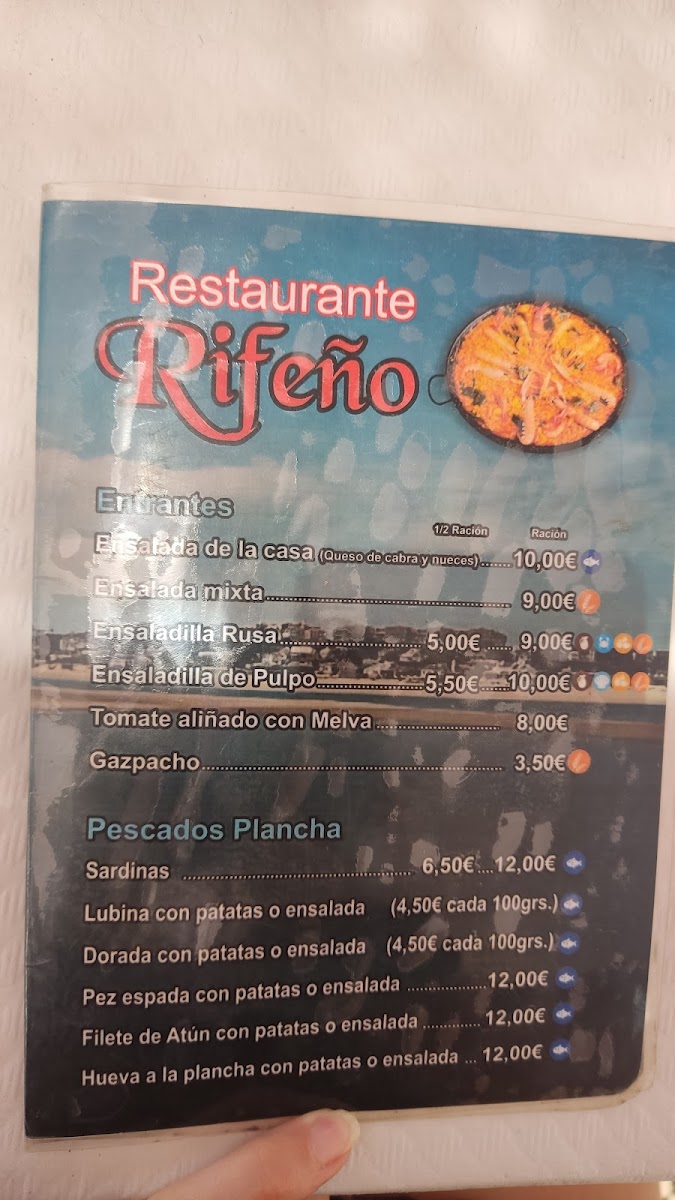 Restaurante
Rifeño
Entrantes
1/2 Ración Ración
Ensalada de la casa (Queso de cabra y nueces)...... 10,00€
Ensalada mixta........................................................ 9,00€
Ensaladilla Rusa................................. 5,00€ ...... 9,00€
Ensaladilla de Pulpo.........................5,50€......10,00€
Tomate aliñado con Melva ............................ 8,00€
Gazpacho.................................................................. 3,50€
Pescados Plancha
Sardinas .................................................. 6,50€ ....12,00€
Lubina con patatas o ensalada (4,50€ cada 100grs.)
Dorada con patatas o ensalada (4,50€ cada 100grs.)
Pez espada con patatas o ensalada ..................12,00€
Filete de Atún con patatas o ensalada ............. 12,00€
Hueva a la plancha con patatas o ensalada ... 12,00€